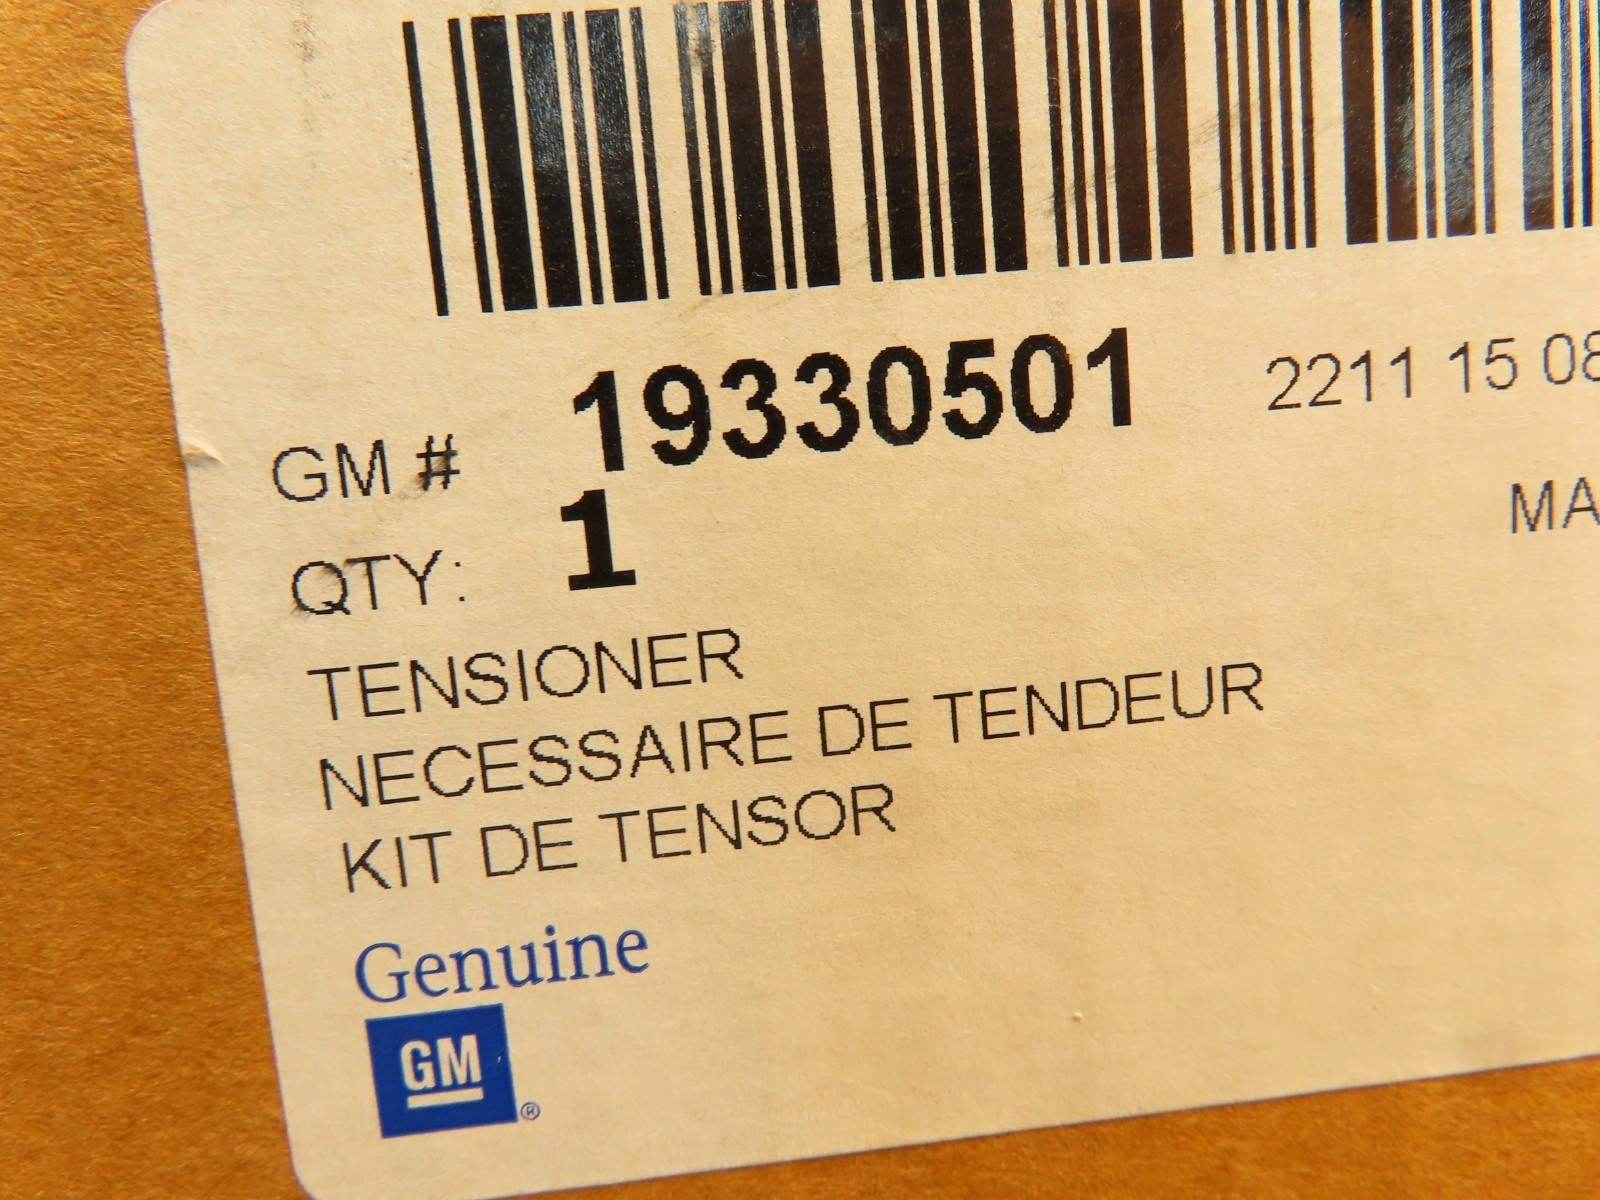 GM # 19330501 2211 15 08
QTY: 1 MA
TENSIONER
NECESSAIRE DE TENDEUR
KIT DE TENSOR
Genuine
GM
®